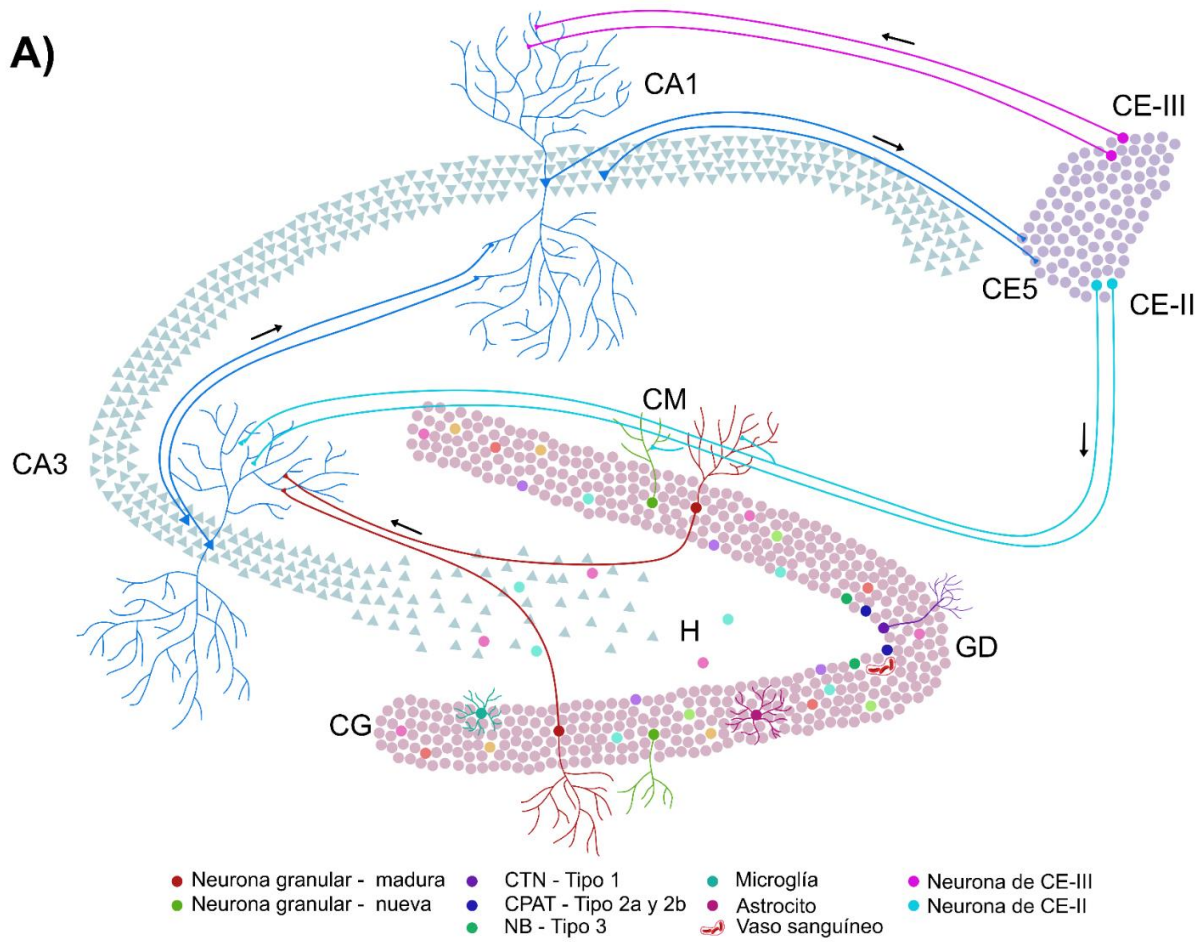 A)
CA1
CE-III
CE5
CE-II
CM
CA3
H
GD
CG
Neurona granular - madura
Neurona granular - nueva
CTN - Tipo 1
CPAT - Tipo 2a y 2b
NB - Tipo 3
Microglía
Astrocito
Vaso sanguíneo
Neurona de CE-III
Neurona de CE-II